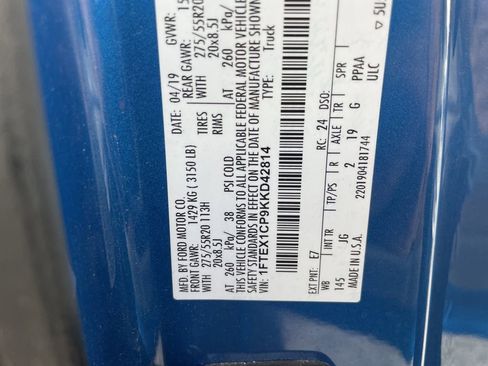 MFD. BY FORD MOTOR CO.
DATE: 04/19 GVWR:
FRONT GAWR: 1429 KG ( 3150 LB) REAR GAWR: 15
275/55R20 113H TIRES WITH 275/55R20
20x8.5J RIMS 20x8.5J
AT 260 kPa/ 38 PSI COLD AT 260 kPa/
THIS VEHICLE CONFORMS TO ALL APPLICABLE FEDERAL MOTOR VEHICLE
SAFETY STANDARDS IN EFFECT ON THE DATE OF MANUFACTURE SHOWN
VIN: 1FTEX1CP9KKD42814 TYPE: Truck
EXT PNT: E7 RC: 24 DSO:
WB INT TR TP/PS R AXLE TR SPR
145 JG 2 19 G PPAA
2201904181744 ULC
MADE IN U.S.A. ▽ 5U